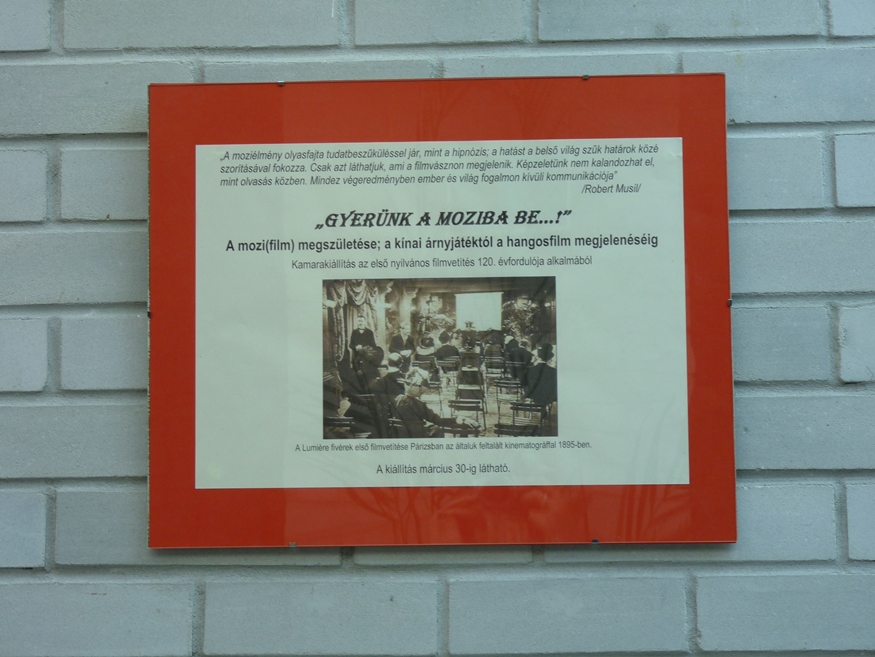 „A moziélmény olyasfajta tudatbeszűküléssel jár, mint a hipnózis; a hatást a belső világ szűk határok közé
szorításával fokozza. Csak azt láthatjuk, ami a filmvásznon megjelenik. Képzeletünk nem kalandozhat el,
mint olvasás közben. Mindez végeredményben ember és világ fogalmon kívüli kommunikációja”
/Robert Musil/
„GYERÜNK A MOZIBA BE...!”
A mozi(film) megszületése; a kínai árnyjátéktól a hangosfilm megjelenéséig
Kamarakiállítás az első nyilvános filmvetítés 120. évfordulója alkalmából
A Lumière fivérek első filmvetítése Párizsban az általuk feltalált kinematográffal 1895-ben.
A kiállítás március 30-ig látható.